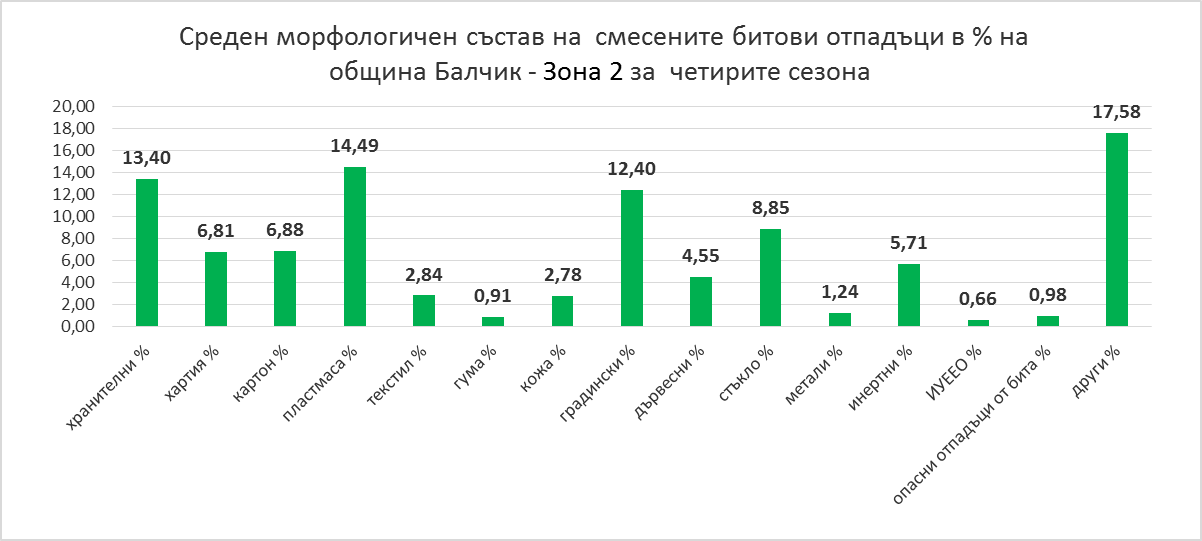 Среден морфологичен състав на  смесените битови отпадъци в % на
община Балчик - Зона 2 за  четирите сезона
20,00
18,00
16,00
14,00
12,00
10,00
8,00
6,00
4,00
2,00
0,00
13,40
6,81
6,88
14,49
2,84
0,91
2,78
12,40
4,55
8,85
1,24
5,71
0,66
0,98
17,58
хранителни %
хартия %
картон %
пластмаса %
текстил %
гума %
кожа %
градински %
дървесни %
стъкло %
метали %
инертни %
ИУЕЕО %
опасни отпадъци от бита %
други %